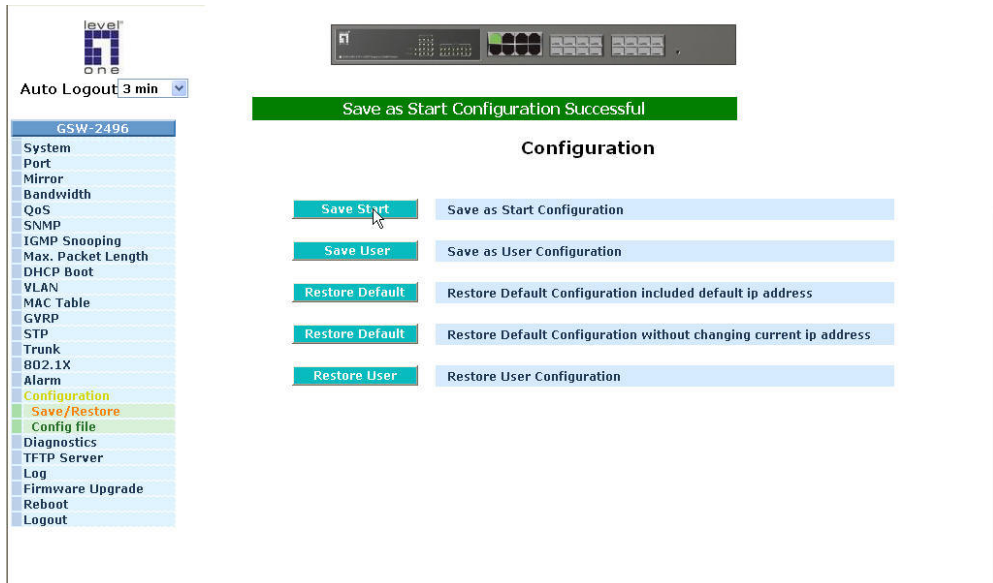 level
one
Auto Logout 3 min
Save as Start Configuration Successful
GSW-2496
System
Port
Mirror
Bandwidth
QoS
SNMP
IGMP Snooping
Max. Packet Length
DHCP Boot
VLAN
MAC Table
GVRP
STP
Trunk
802.1X
Alarm
Configuration
Save/Restore
Config file
Diagnostics
TFTP Server
Log
Firmware Upgrade
Reboot
Logout
Configuration
Save Start Save as Start Configuration
Save User Save as User Configuration
Restore Default Restore Default Configuration included default ip address
Restore Default Restore Default Configuration without changing current ip address
Restore User Restore User Configuration